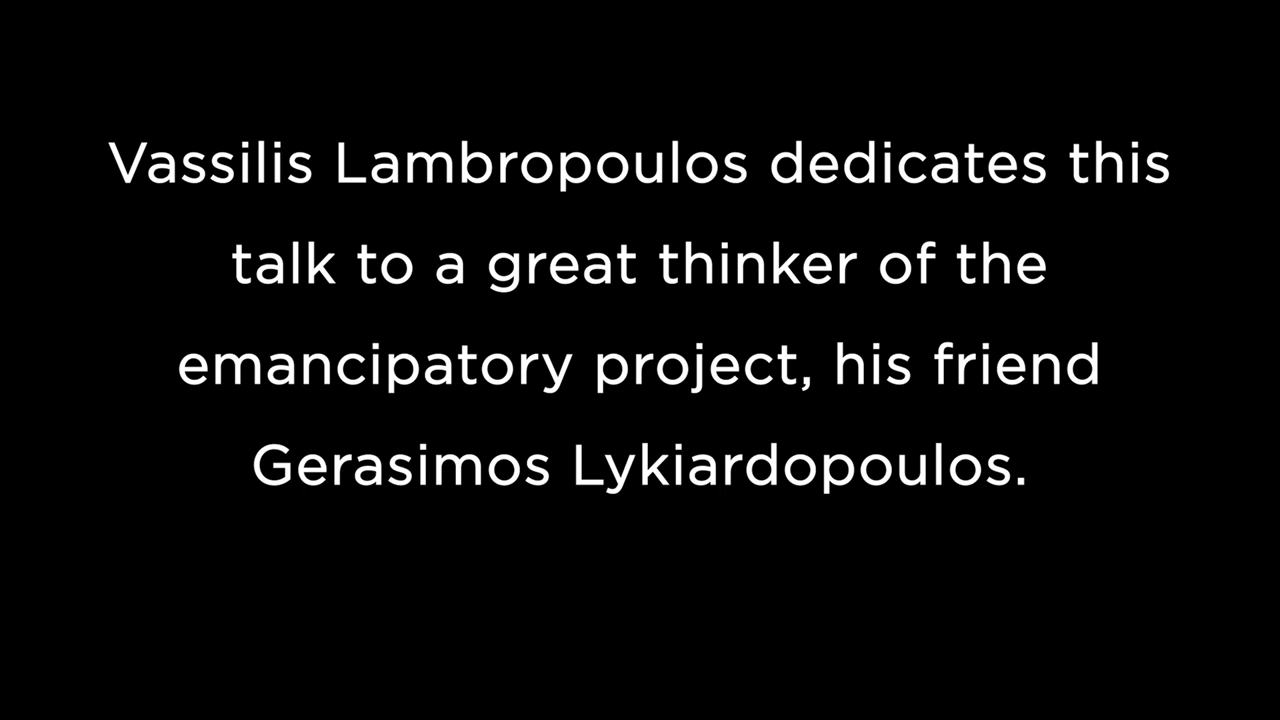 Vassilis Lambropoulos dedicates this
talk to a great thinker of the
emancipatory project, his friend
Gerasimos Lykiardopoulos.